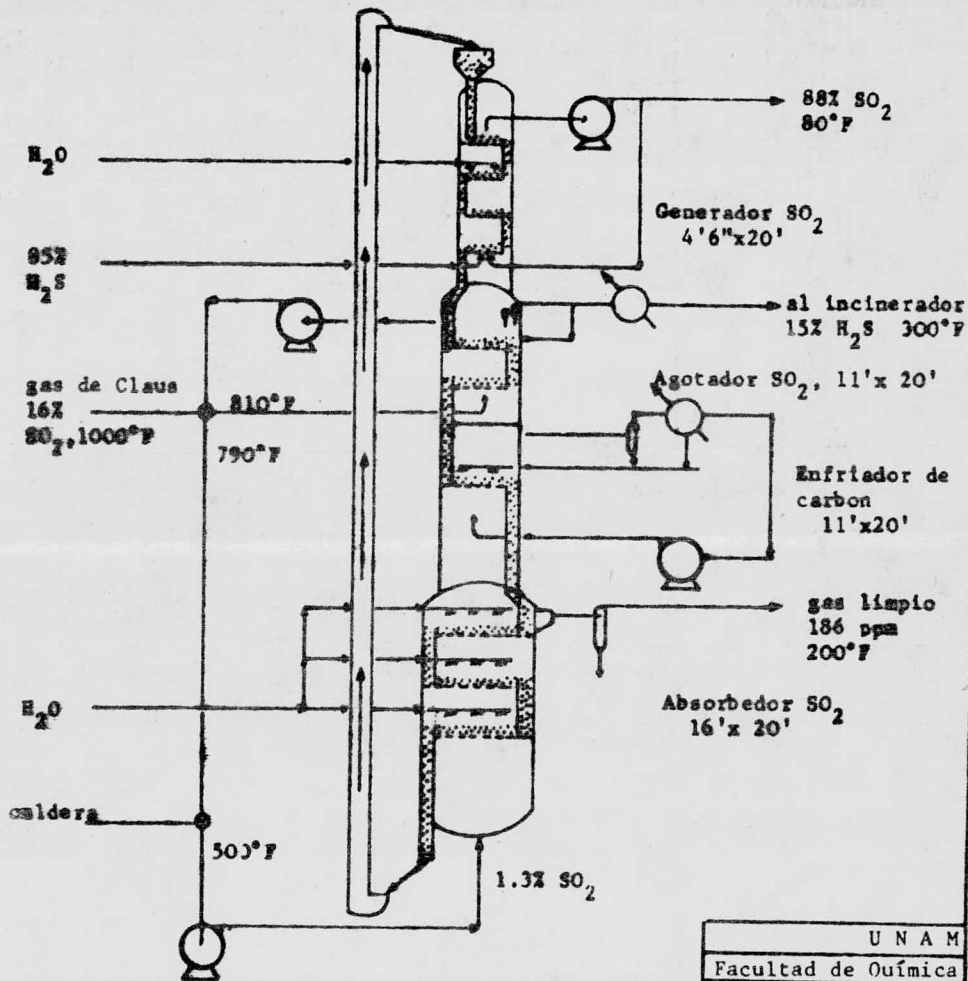 88% SO₂
80°F
H₂O
Generador SO₂
4'6"x20'
85%
H₂S
al incinerador
15% H₂S 300°F
gas de Claus
16%
SO₂,1000°F
810°F
790°F
Agotador SO₂, 11'x 20'
Enfriador de
carbon
11'x20'
gas limpio
186 ppm
200°F
H₂O
Absorbedor SO₂
16'x 20'
caldera
500°F
1.3% SO₂
U N A M
Facultad de Química